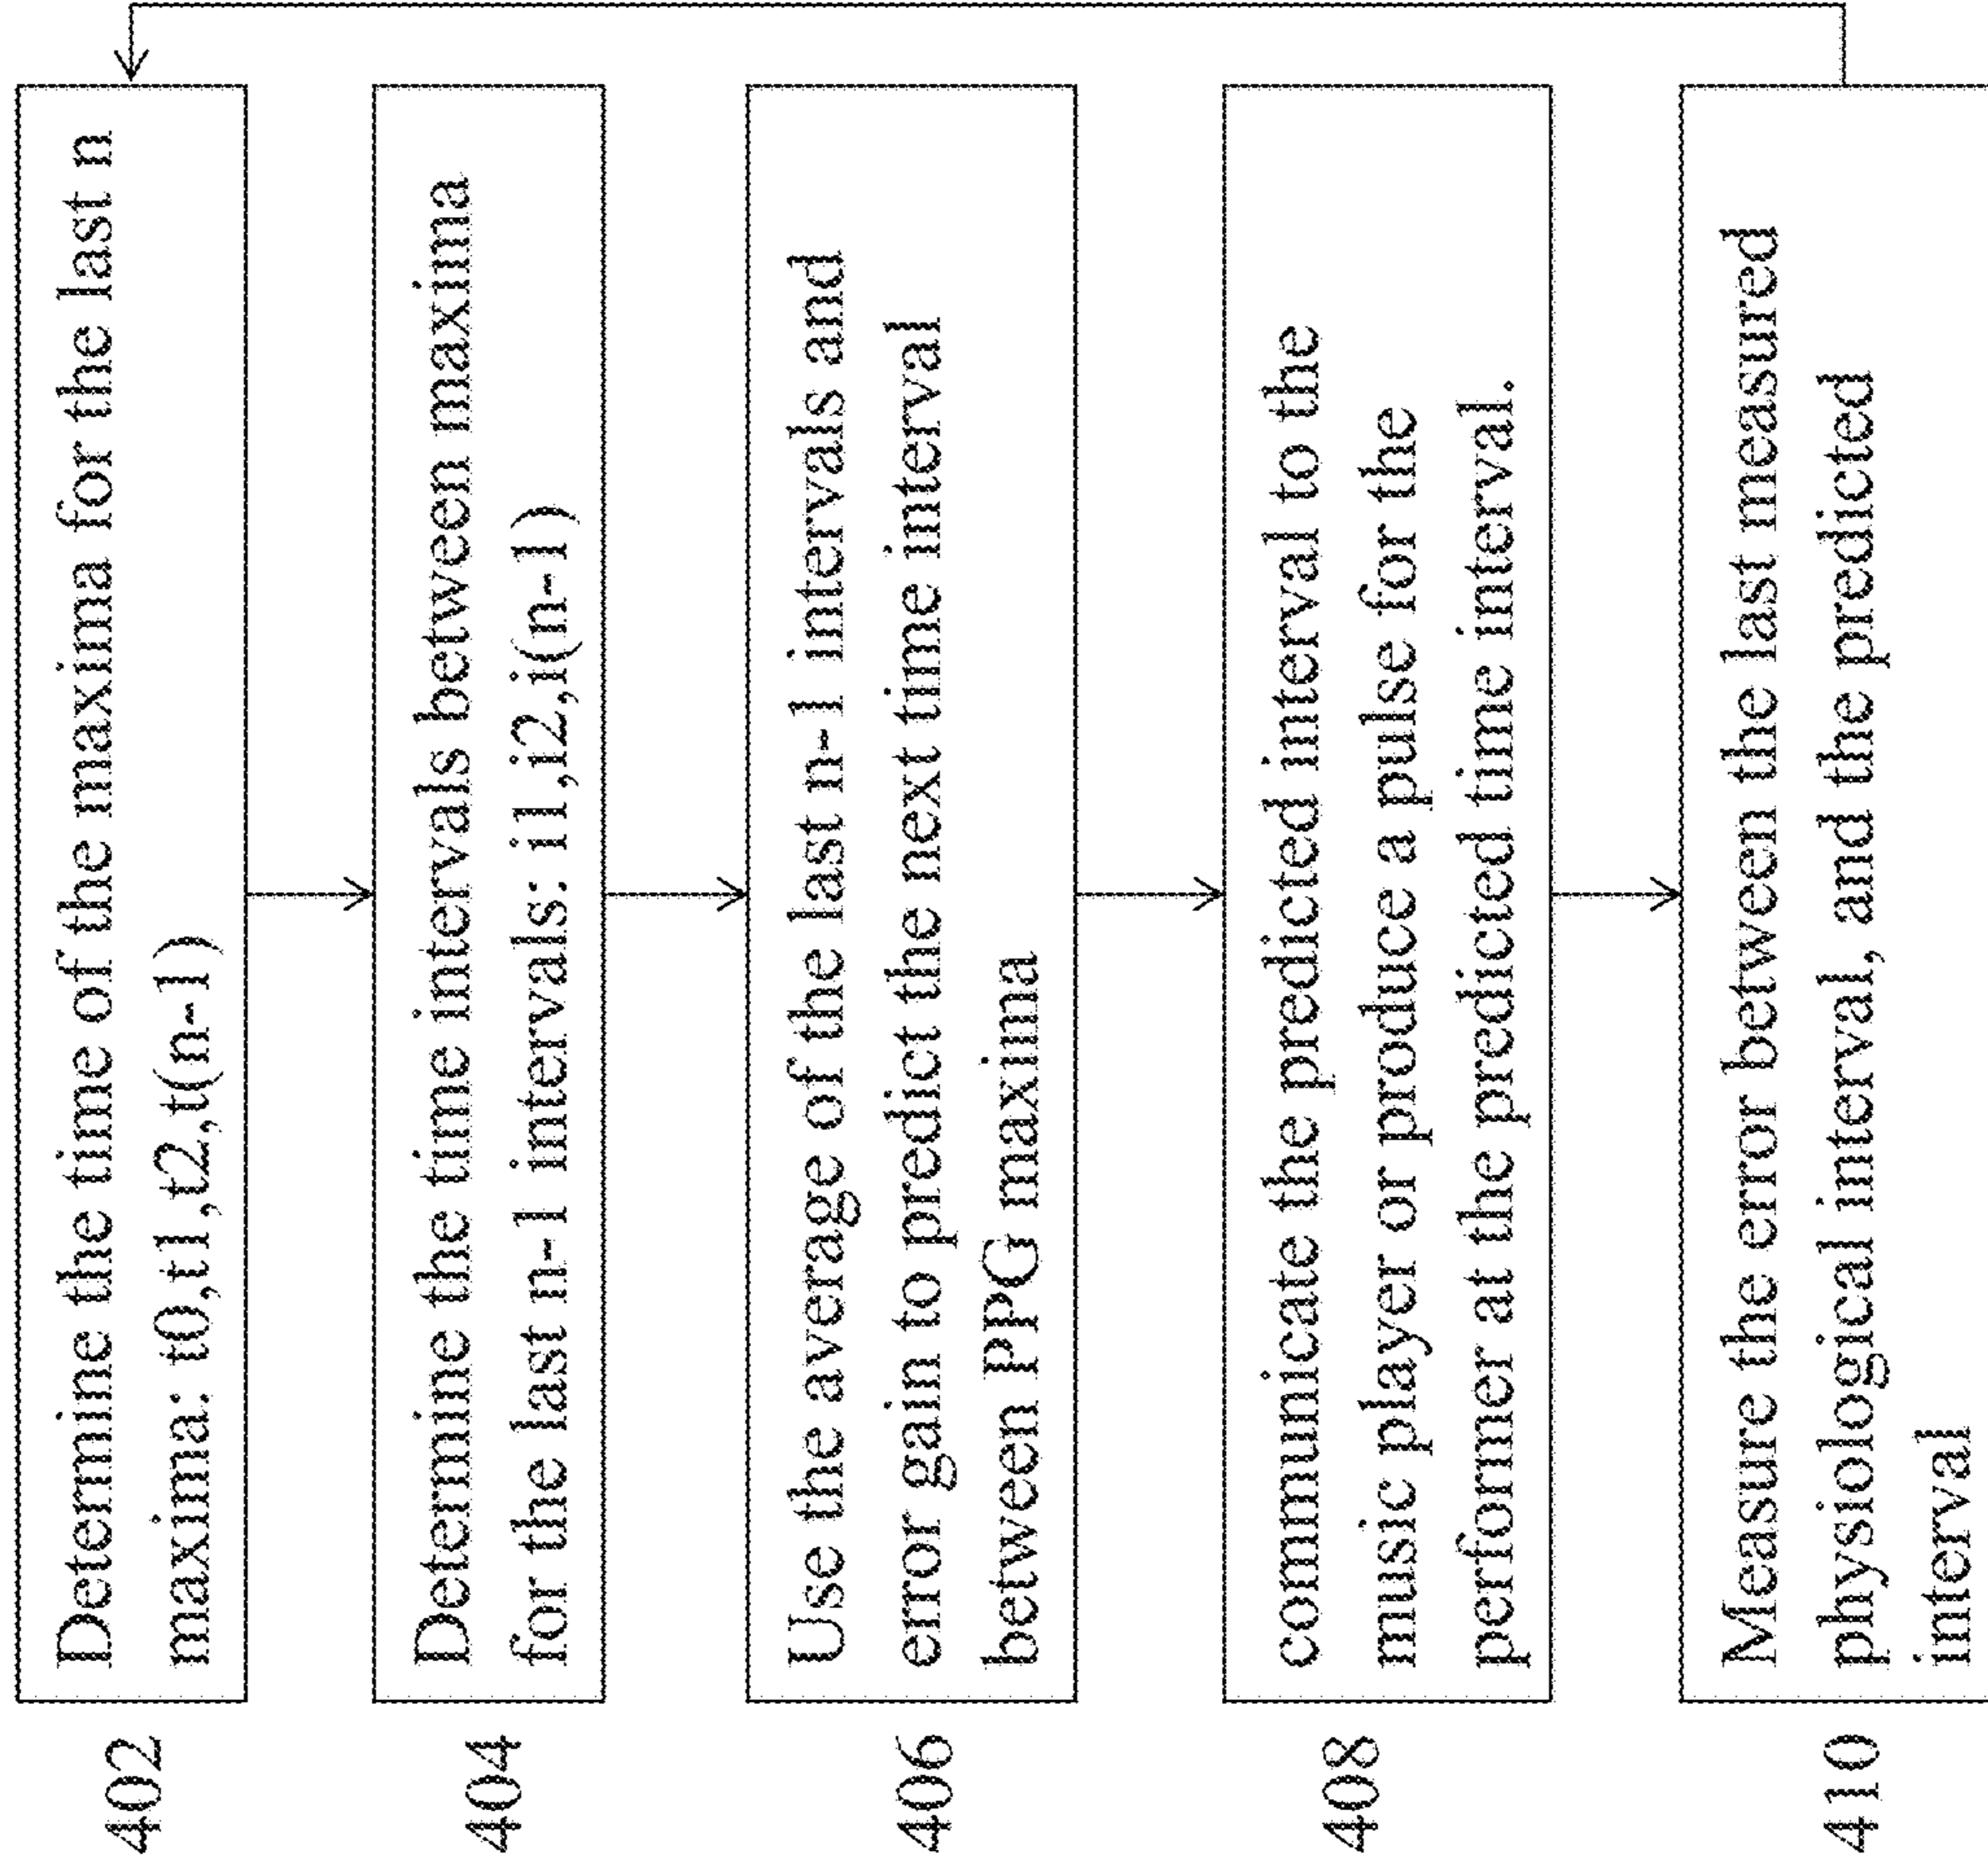 402
Determine the time of the maxima for the last n
maxima: t0,t1,t2,t(n-1)
404
Determine the time intervals between maxima
for the last n-1 intervals: i1,i2,i(n-1)
406
Use the average of the last n-1 intervals and
error gain to predict the next time interval
between PPG maxima
408
communicate the predicted interval to the
music player or produce a pulse for the
performer at the predicted time interval.
410
Measure the error between the last measured
physiological interval, and the predicted
interval